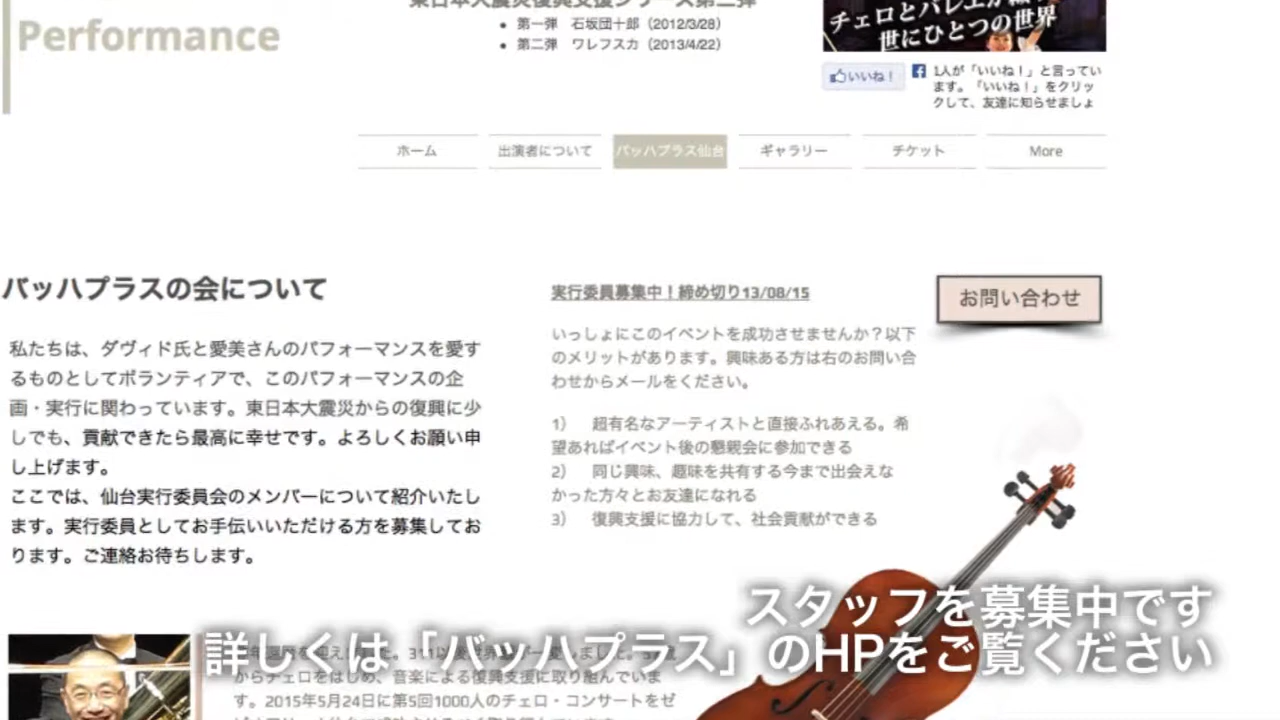 Performance
東日本大震災復興支援シリーズ第三弾
• 第一弾 石坂団十郎（2012/3/28）
• 第二弾 ワレフスカ（2013/4/22）
チェロとバレエが
世にひとつの世界
いいね！
1人が「いいね！」と言ってい
ます。「いいね！」をクリッ
クして、友達に知らせましょ
ホーム 出演者について バッハプラス仙台 ギャラリー チケット More
バッハプラスの会について
私たちは、ダヴィド氏と愛美さんのパフォーマンスを愛す
るものとしてボランティアで、このパフォーマンスの企
画・実行に関わっています。東日本大震災からの復興に少
しでも、貢献できたら最高に幸せです。よろしくお願い申
し上げます。
ここでは、仙台実行委員会のメンバーについて紹介いたし
ます。実行委員としてお手伝いいただける方を募集してお
ります。ご連絡お待ちします。
実行委員募集中！締め切り13/08/15
いっしょにこのイベントを成功させませんか？以下
のメリットがあります。興味ある方は右のお問い合
わせからメールをください。
1） 超有名なアーティストと直接ふれあえる。希
望あればイベント後の懇親会に参加できる
2） 同じ興味、趣味を共有する今まで出会えな
かった方々とお友達になれる
3） 復興支援に協力して、社会貢献ができる
お問い合わせ
スタッフを募集中です
詳しくは「バッハプラス」のHPをご覧ください
からチェロをはじめ、音楽による復興支援に取り組んでいま
す。2015年5月24日に第5回1000人のチェロ・コンサートをゼ